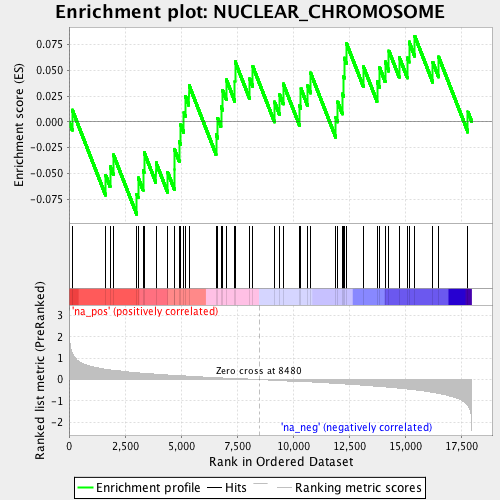 Enrichment plot: NUCLEAR_CHROMOSOME
Enrichment score (ES)
0.075
0.050
0.025
0.000
-0.025
-0.050
-0.075
'na_pos' (positively correlated)
Ranked list metric (PreRanked)
3
2
1
0
-1
-2
Zero cross at 8480
'na_neg' (negatively correlated)
0
2,500
5,000
7,500
10,000
12,500
15,000
17,500
Rank in Ordered Dataset
Enrichment profile
Hits
Ranking metric scores